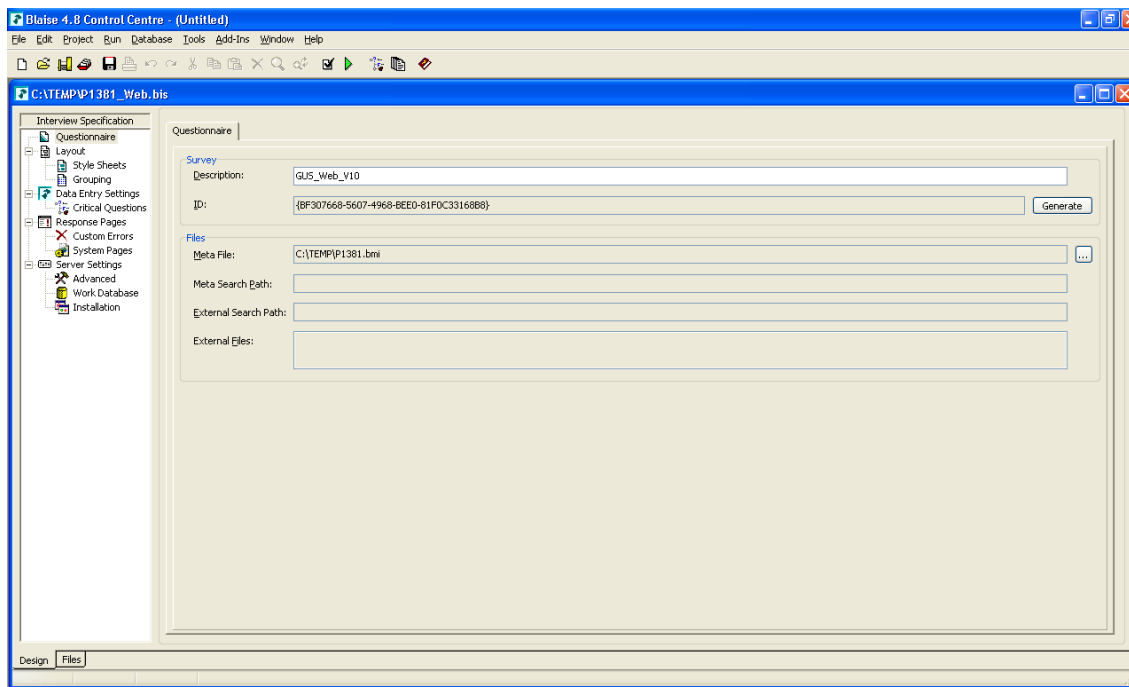 Blaise 4.8 Control Centre - (Untitled)
File Edit Project Run Database Tools Add-Ins Window Help
C:\TEMP\P1381_Web.bis
Interview Specification
Questionnaire
Layout
Style Sheets
Grouping
Data Entry Settings
Critical Questions
Response Pages
Custom Errors
System Pages
Server Settings
Advanced
Work Database
Installation
Questionnaire
Survey
Description: GUS_Web_V10
ID: {BF307668-5607-4968-BEE0-81F0C33168B8} Generate
Files
Meta File: C:\TEMP\P1381.bmi ...
Meta Search Path:
External Search Path:
External Files:
Design Files